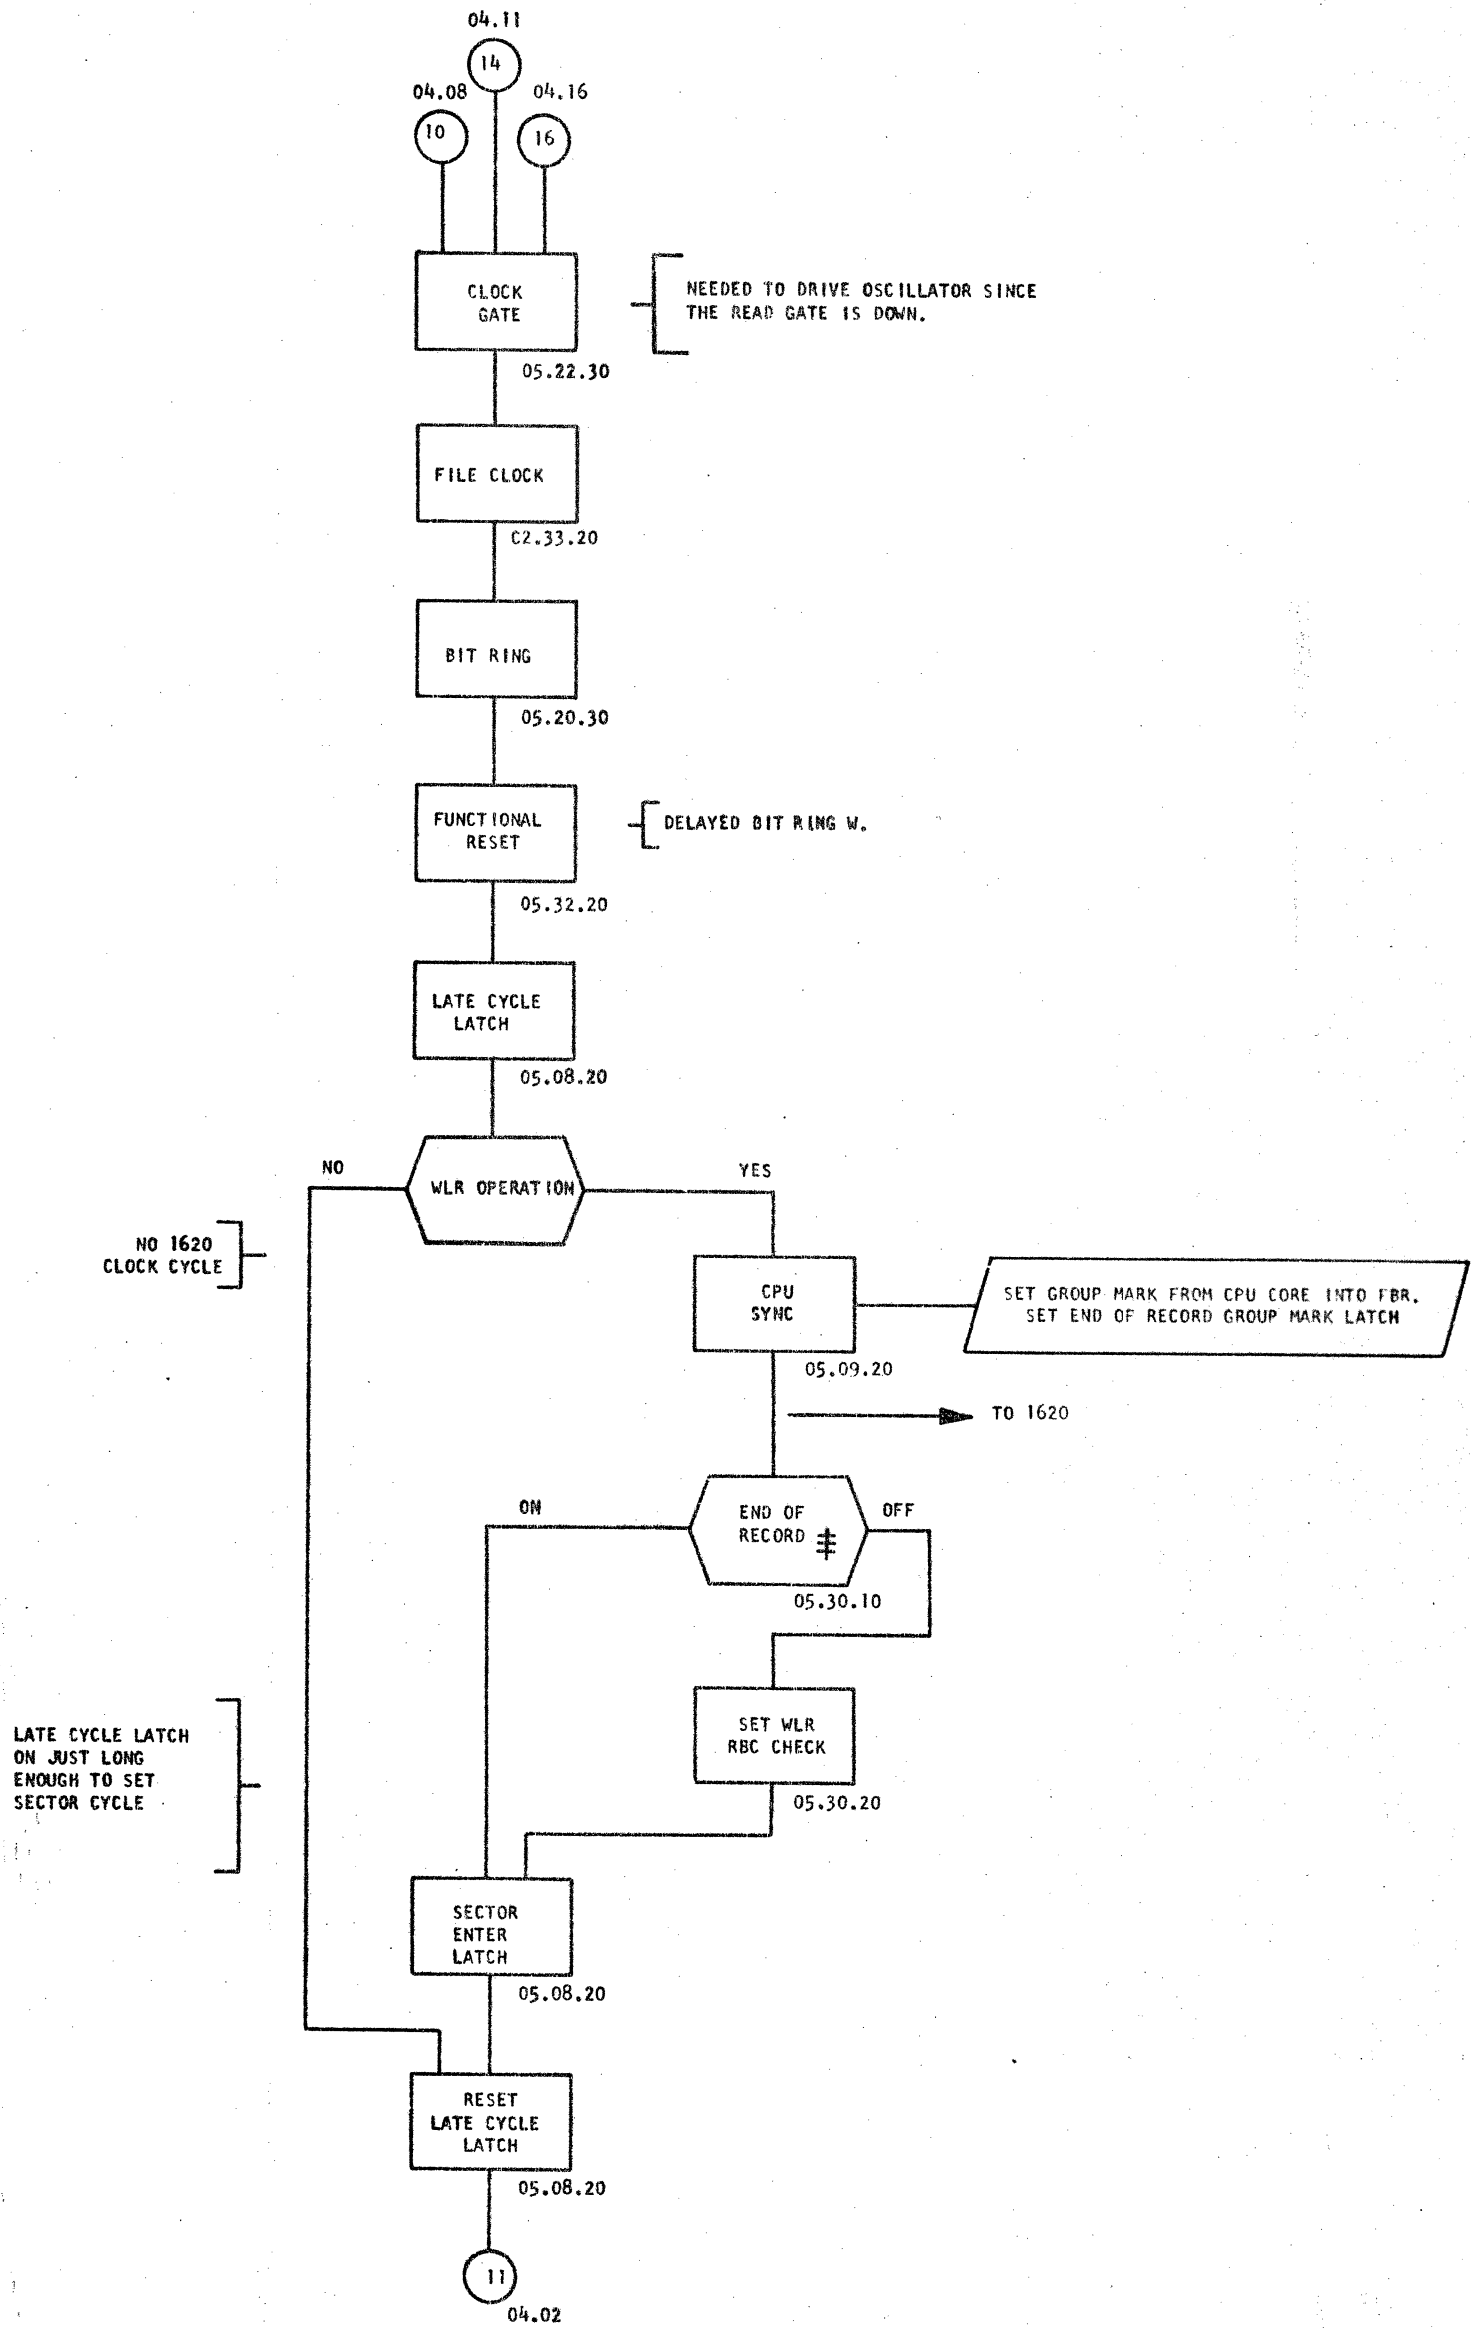 04.11
14
04.08
04.16
10
16
CLOCK
GATE
NEEDED TO DRIVE OSCILLATOR SINCE
THE READ GATE IS DOWN.
05.22.30
FILE CLOCK
C2.33.20
BIT RING
05.20.30
FUNCTIONAL
RESET
DELAYED BIT RING W.
05.32.20
LATE CYCLE
LATCH
05.08.20
NO
WLR OPERATION
YES
NO 1620
CLOCK CYCLE
CPU
SYNC
SET GROUP MARK FROM CPU CORE INTO FBR.
SET END OF RECORD GROUP MARK LATCH
05.09.20
TO 1620
ON
END OF
RECORD ⯒
OFF
05.30.10
SET WLR
RBC CHECK
05.30.20
LATE CYCLE LATCH
ON JUST LONG
ENOUGH TO SET
SECTOR CYCLE
SECTOR
ENTER
LATCH
05.08.20
RESET
LATE CYCLE
LATCH
05.08.20
11
04.02